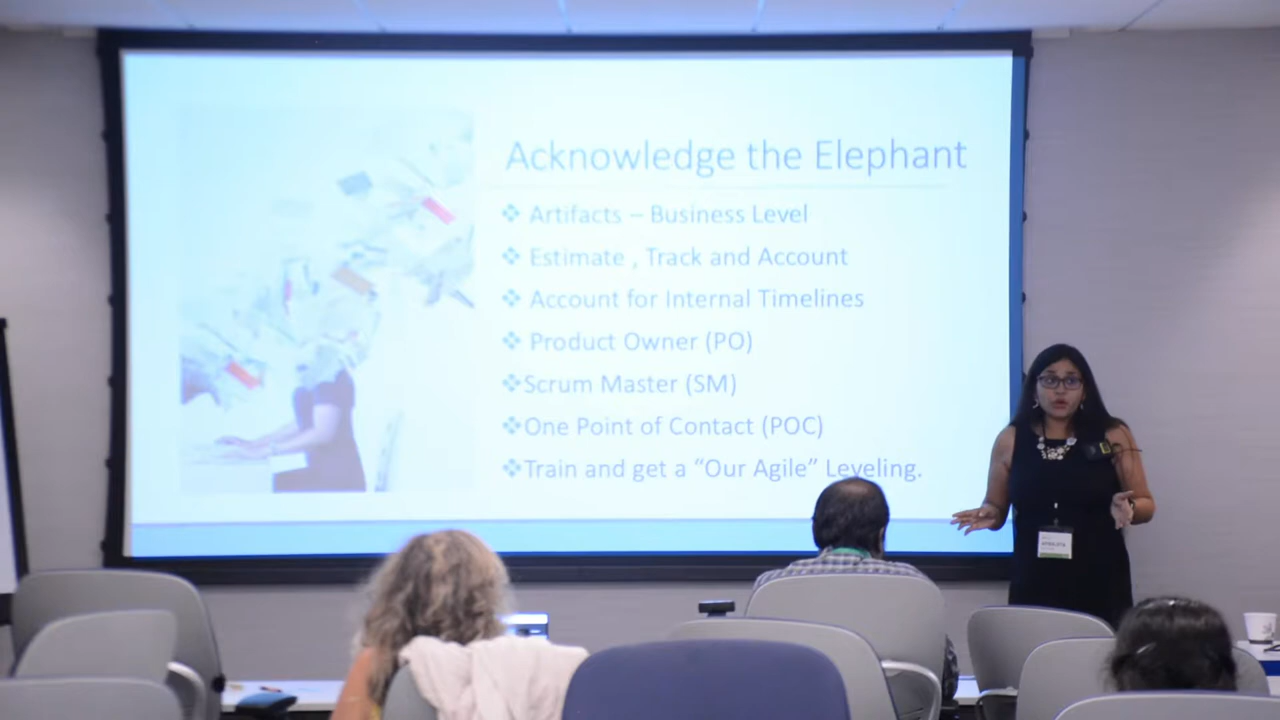 Acknowledge the Elephant
❖ Artifacts – Business Level
❖ Estimate , Track and Account
❖ Account for Internal Timelines
❖ Product Owner (PO)
❖Scrum Master (SM)
❖One Point of Contact (POC)
❖Train and get a “Our Agile” Leveling.